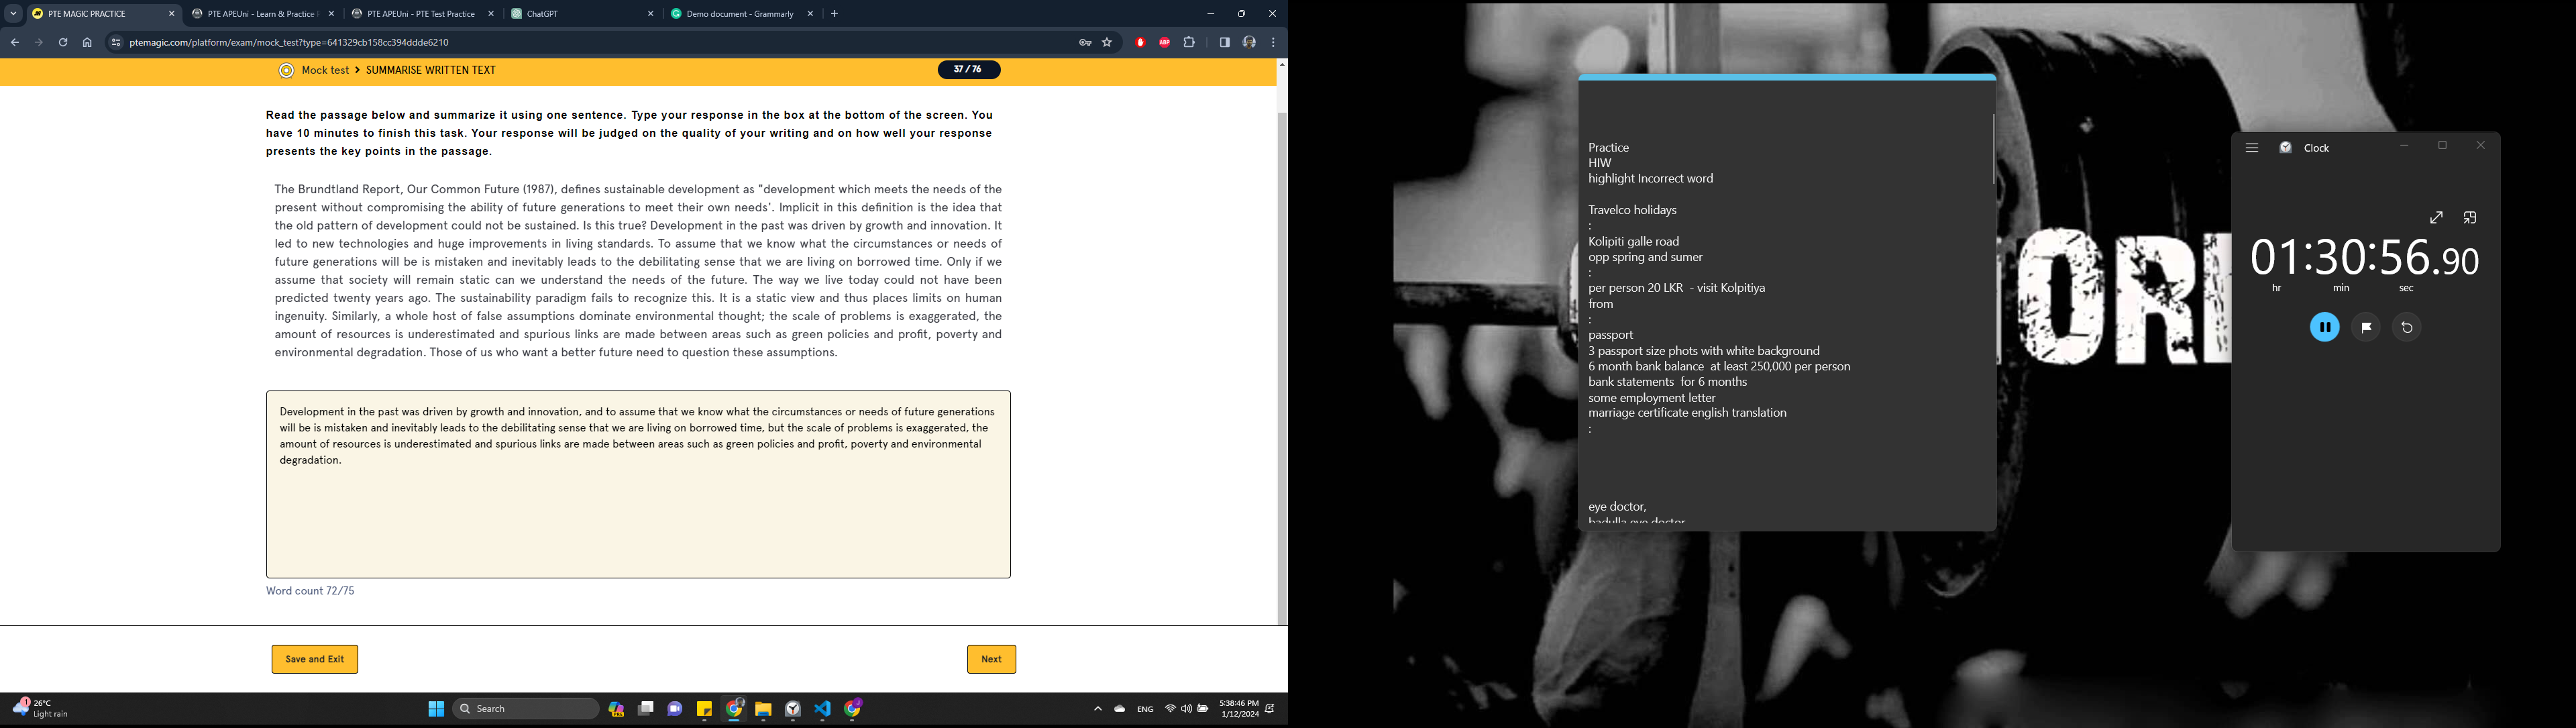 PTE MAGIC PRACTICE
PTE APEUni - Learn & Practice
PTE APEUni - PTE Test Practice
ChatGPT
Demo document - Grammarly
ptemagic.com/platform/exam/mock_test?type=641329cb158cc394ddde6210
ABP
Mock test > SUMMARISE WRITTEN TEXT
37 / 76
Read the passage below and summarize it using one sentence. Type your response in the box at the bottom of the screen. You
have 10 minutes to finish this task. Your response will be judged on the quality of your writing and on how well your response
presents the key points in the passage.
The Brundtland Report, Our Common Future (1987), defines sustainable development as "development which meets the needs of the
present without compromising the ability of future generations to meet their own needs'. Implicit in this definition is the idea that
the old pattern of development could not be sustained. Is this true? Development in the past was driven by growth and innovation. It
led to new technologies and huge improvements in living standards. To assume that we know what the circumstances or needs of
future generations will be is mistaken and inevitably leads to the debilitating sense that we are living on borrowed time. Only if we
assume that society will remain static can we understand the needs of the future. The way we live today could not have been
predicted twenty years ago. The sustainability paradigm fails to recognize this. It is a static view and thus places limits on human
ingenuity. Similarly, a whole host of false assumptions dominate environmental thought; the scale of problems is exaggerated, the
amount of resources is underestimated and spurious links are made between areas such as green policies and profit, poverty and
environmental degradation. Those of us who want a better future need to question these assumptions.
Development in the past was driven by growth and innovation, and to assume that we know what the circumstances or needs of future generations
will be is mistaken and inevitably leads to the debilitating sense that we are living on borrowed time, but the scale of problems is exaggerated, the
amount of resources is underestimated and spurious links are made between areas such as green policies and profit, poverty and environmental
degradation.
Word count 72/75
Save and Exit
Next
26°C
Light rain
Search
ENG
5:38:46 PM
1/12/2024
Practice
HIW
highlight Incorrect word
Travelco holidays
:
Kolipiti galle road
opp spring and sumer
:
per person 20 LKR - visit Kolpitiya
from
:
passport
3 passport size phots with white background
6 month bank balance at least 250,000 per person
bank statements for 6 months
some employment letter
marriage certificate english translation
:
eye doctor,
badulla eye doctor
Clock
01:30:56.90
hr
min
sec